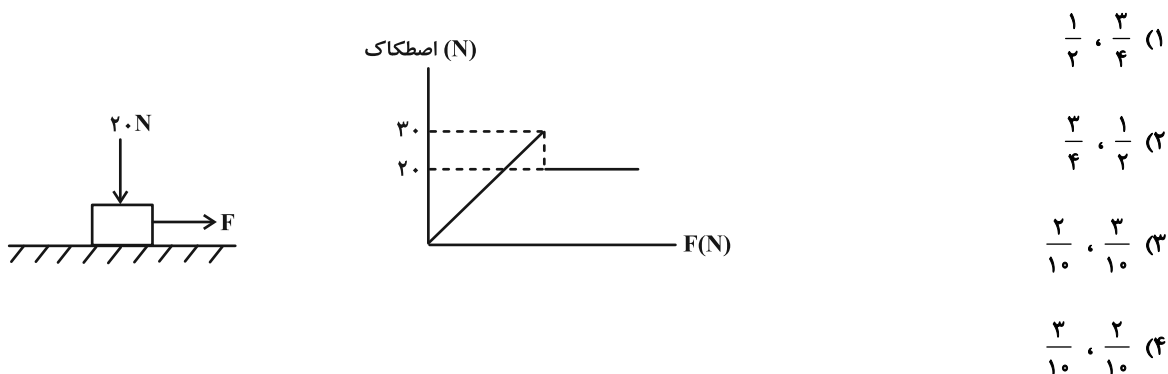 ۱) ۳/۴ ، ۱/۲
۲) ۱/۲ ، ۳/۴
۳) ۳/۱۰ ، ۲/۱۰
۴) ۲/۱۰ ، ۳/۱۰
اصطکاک (N)
۳۰
۲۰
F(N)
۲۰N
F